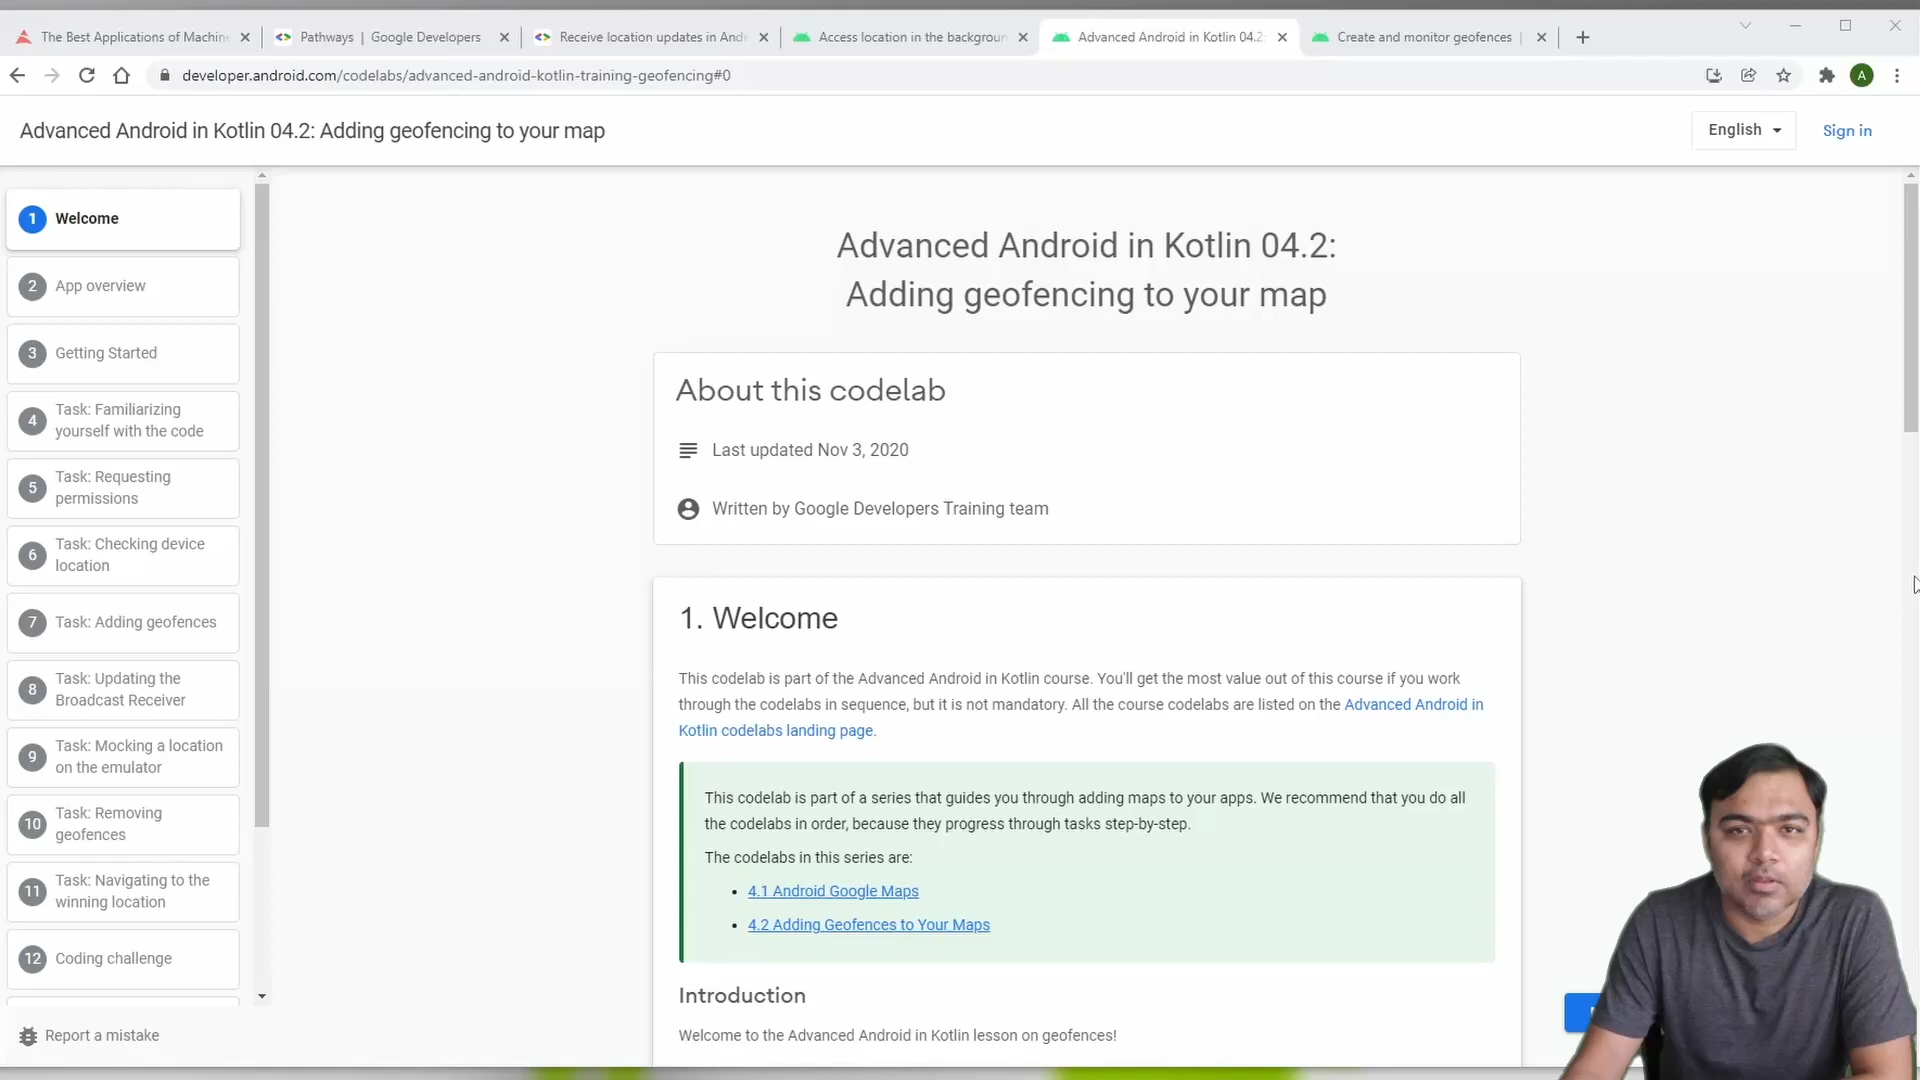 The Best Applications of Machin
Pathways | Google Developers
Receive location updates in And
Access location in the backgroun
Advanced Android in Kotlin 04.2:
Create and monitor geofences |
developer.android.com/codelabs/advanced-android-kotlin-training-geofencing#0
A
Advanced Android in Kotlin 04.2: Adding geofencing to your map
English
Sign in
1 Welcome
2 App overview
3 Getting Started
4 Task: Familiarizing
yourself with the code
5 Task: Requesting
permissions
6 Task: Checking device
location
7 Task: Adding geofences
8 Task: Updating the
Broadcast Receiver
9 Task: Mocking a location
on the emulator
10 Task: Removing
geofences
11 Task: Navigating to the
winning location
12 Coding challenge
Report a mistake
Advanced Android in Kotlin 04.2:
Adding geofencing to your map
About this codelab
Last updated Nov 3, 2020
Written by Google Developers Training team
1. Welcome
This codelab is part of the Advanced Android in Kotlin course. You'll get the most value out of this course if you work
through the codelabs in sequence, but it is not mandatory. All the course codelabs are listed on the Advanced Android in
Kotlin codelabs landing page.
This codelab is part of a series that guides you through adding maps to your apps. We recommend that you do all
the codelabs in order, because they progress through tasks step-by-step.
The codelabs in this series are:
• 4.1 Android Google Maps
• 4.2 Adding Geofences to Your Maps
Introduction
Welcome to the Advanced Android in Kotlin lesson on geofences!